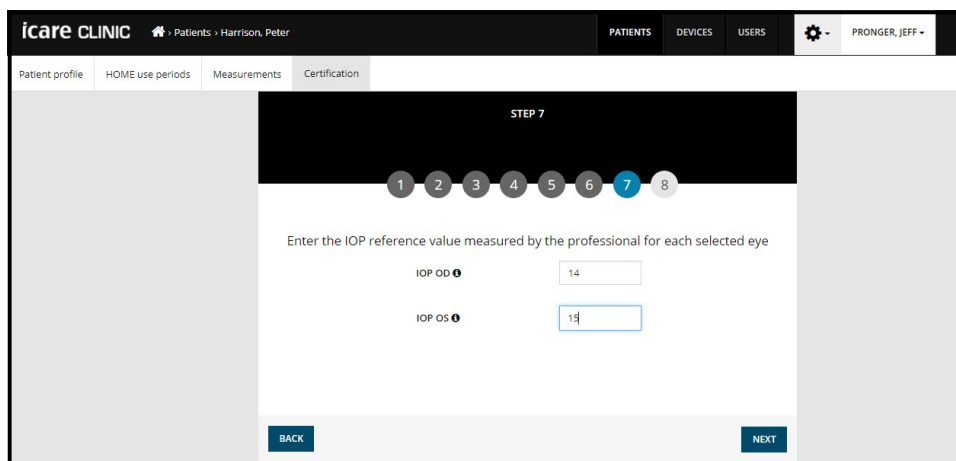 icare CLINIC › Patients › Harrison, Peter PATIENTS DEVICES USERS PRONGER, JEFF
Patient profile HOME use periods Measurements Certification
STEP 7
1 2 3 4 5 6 7 8
Enter the IOP reference value measured by the professional for each selected eye
IOP OD 14
IOP OS 15
BACK NEXT